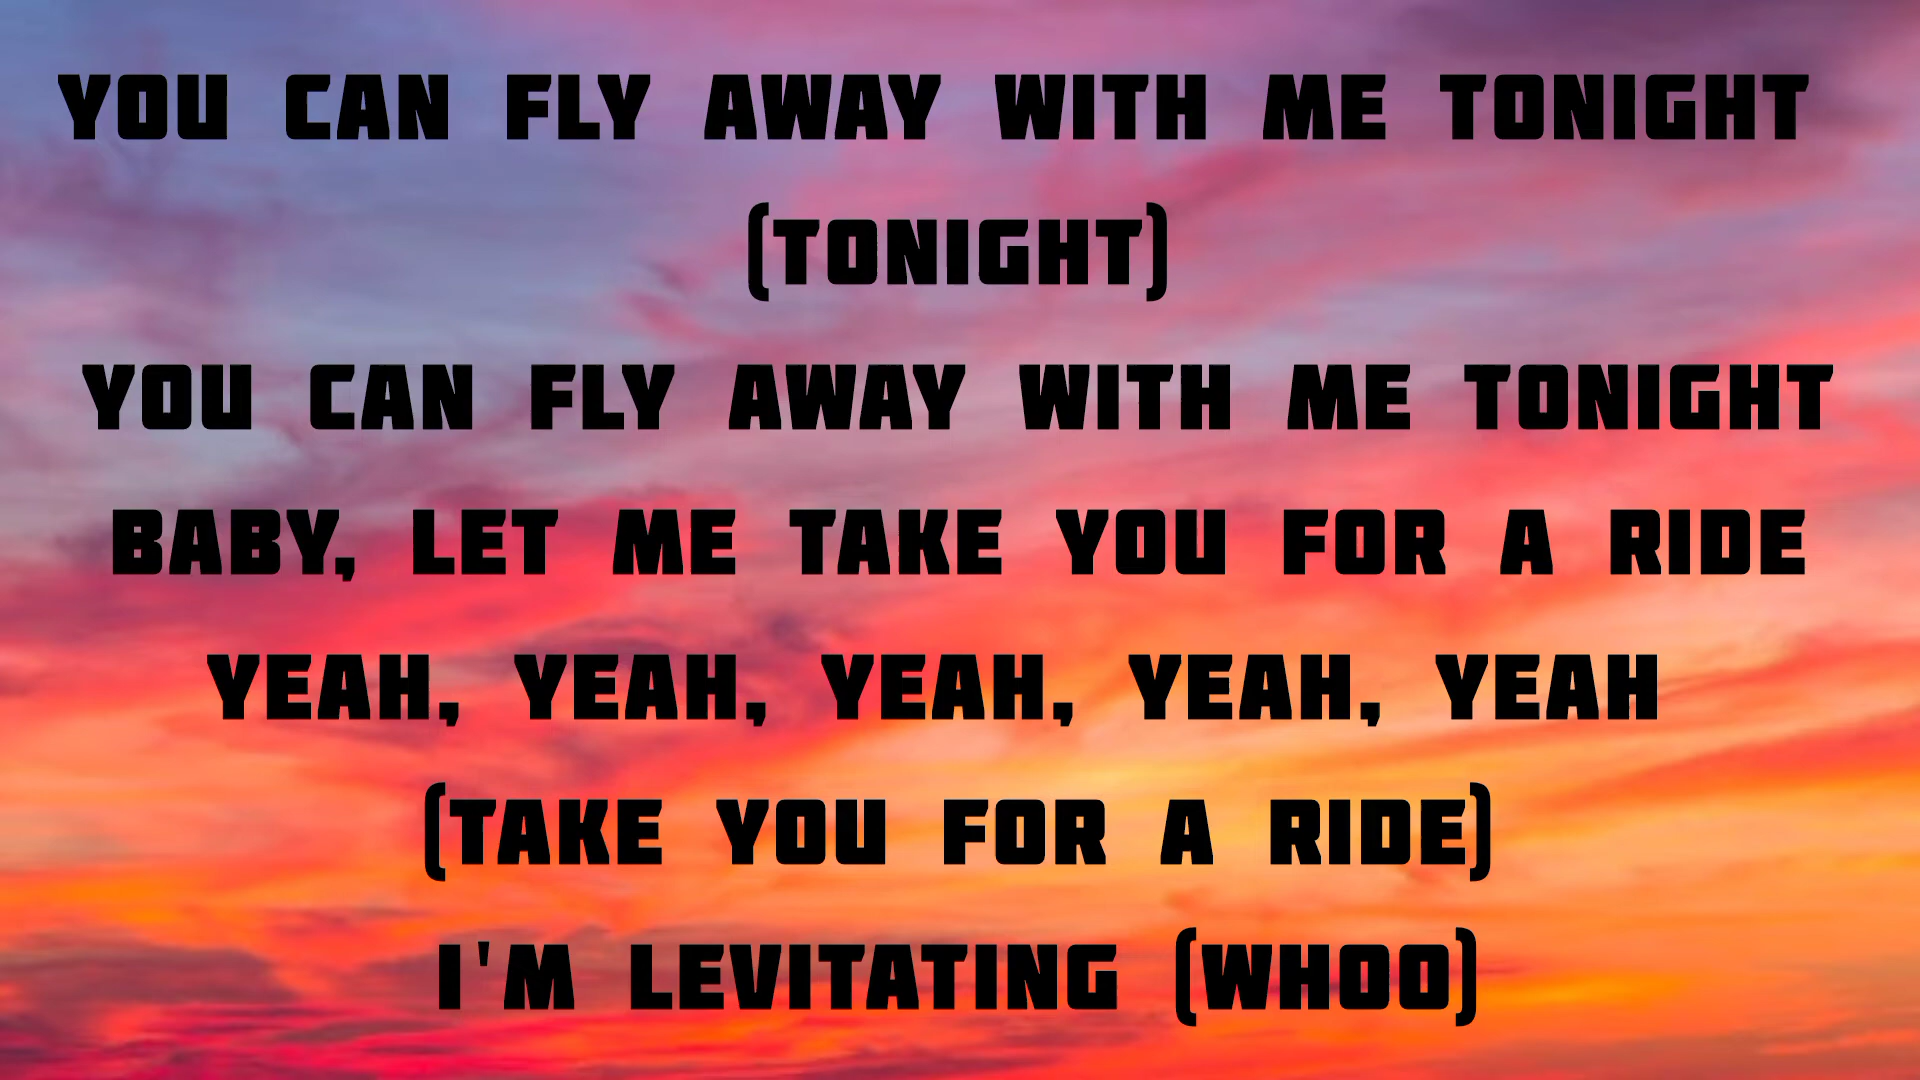 YOU CAN FLY AWAY WITH ME TONIGHT
(TONIGHT)
YOU CAN FLY AWAY WITH ME TONIGHT
BABY, LET ME TAKE YOU FOR A RIDE
YEAH, YEAH, YEAH, YEAH, YEAH
(TAKE YOU FOR A RIDE)
I'M LEVITATING (WHOO)